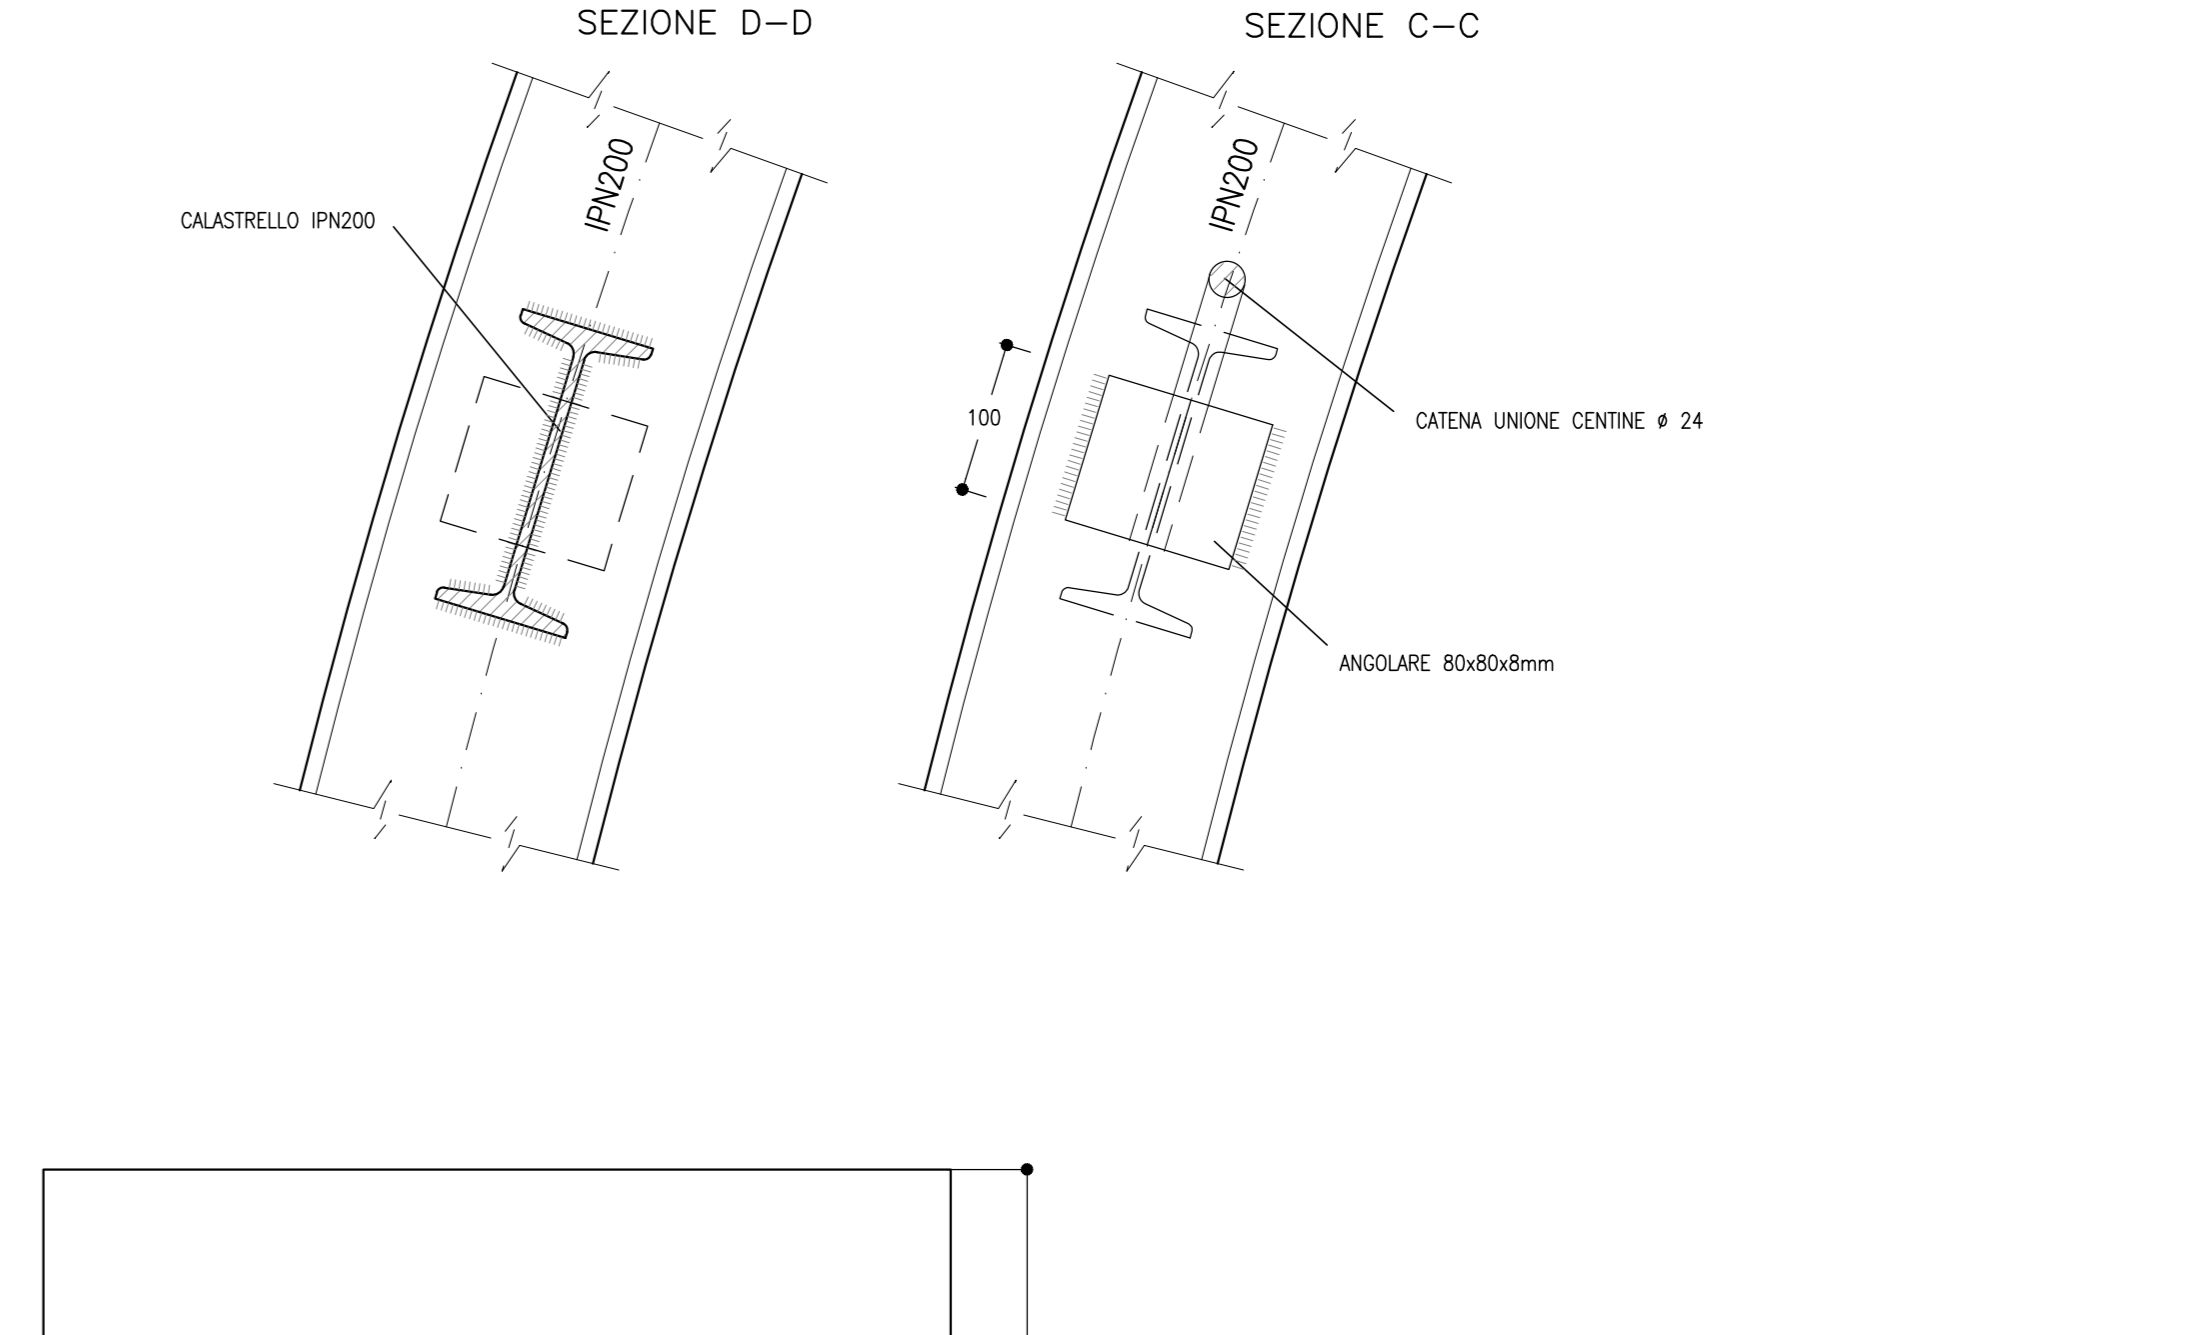 SEZIONE D-D
SEZIONE C-C
IPN200
IPN200
CALASTRELLO IPN200
100
CATENA UNIONE CENTINE ø 24
ANGOLARE 80x80x8mm